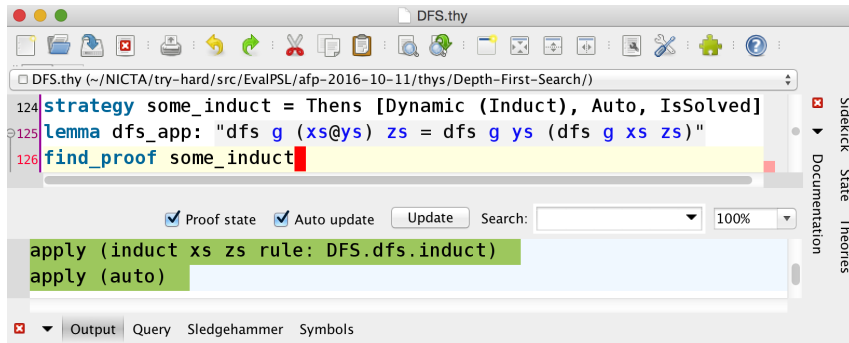 DFS.thy
DFS.thy (~/NICTA/try-hard/src/EvalPSL/afp-2016-10-11/thys/Depth-First-Search/)
124 strategy some_induct = Thens [Dynamic (Induct), Auto, IsSolved]
125 lemma dfs_app: "dfs g (xs@ys) zs = dfs g ys (dfs g xs zs)"
126 find_proof some_induct
Proof state Auto update Update Search: 100%
apply (induct xs zs rule: DFS.dfs.induct)
apply (auto)
Output Query Sledgehammer Symbols
Documentation
Sidekick State Theories